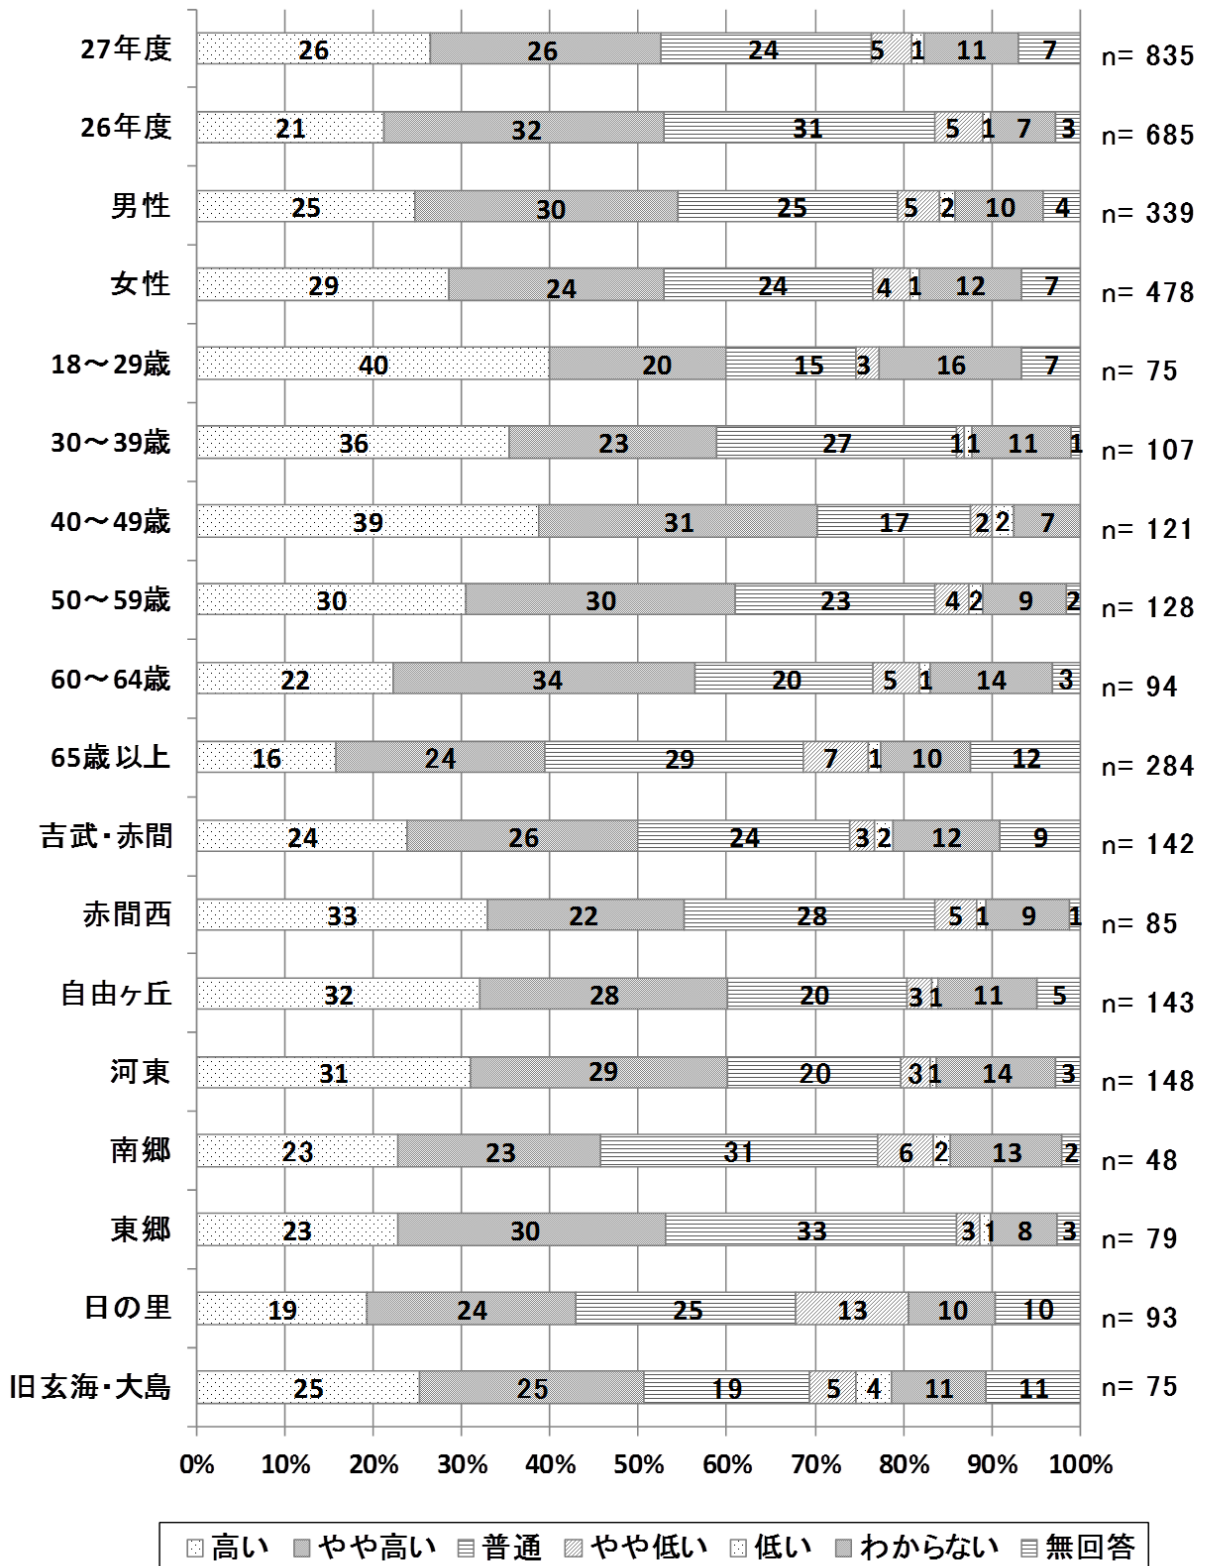 27年度 26 26 24 5 1 11 7 n= 835
26年度 21 32 31 5 1 7 3 n= 685
男性 25 30 25 5 2 10 4 n= 339
女性 29 24 24 4 1 12 7 n= 478
18～29歳 40 20 15 3 16 7 n= 75
30～39歳 36 23 27 1 1 11 1 n= 107
40～49歳 39 31 17 2 2 7 n= 121
50～59歳 30 30 23 4 2 9 2 n= 128
60～64歳 22 34 20 5 1 14 3 n= 94
65歳以上 16 24 29 7 1 10 12 n= 284
吉武・赤間 24 26 24 3 2 12 9 n= 142
赤間西 33 22 28 5 1 9 1 n= 85
自由ヶ丘 32 28 20 3 1 11 5 n= 143
河東 31 29 20 3 1 14 3 n= 148
南郷 23 23 31 6 2 13 2 n= 48
東郷 23 30 33 3 1 8 3 n= 79
日の里 19 24 25 13 10 10 n= 93
旧玄海・大島 25 25 19 5 4 11 11 n= 75
0% 10% 20% 30% 40% 50% 60% 70% 80% 90% 100%
高い やや高い 普通 やや低い 低い わからない 無回答